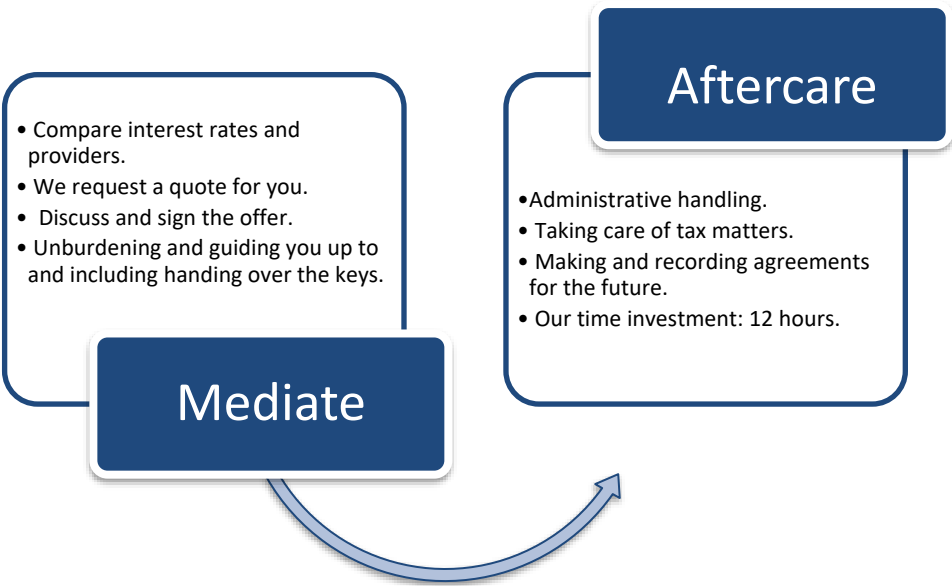 • Compare interest rates and
providers.
• We request a quote for you.
• Discuss and sign the offer.
• Unburdening and guiding you up to
and including handing over the keys.
Mediate
Aftercare
•Administrative handling.
• Taking care of tax matters.
• Making and recording agreements
for the future.
• Our time investment: 12 hours.